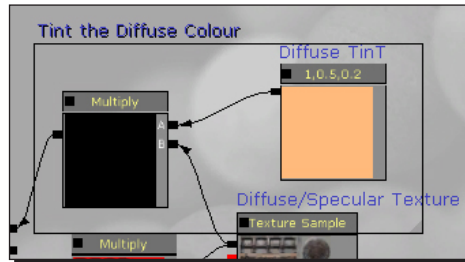 Tint the Diffuse Colour
Diffuse TinT
1,0.5,0.2
Multiply
A
B
Diffuse/Specular Texture
Texture Sample
Multiply